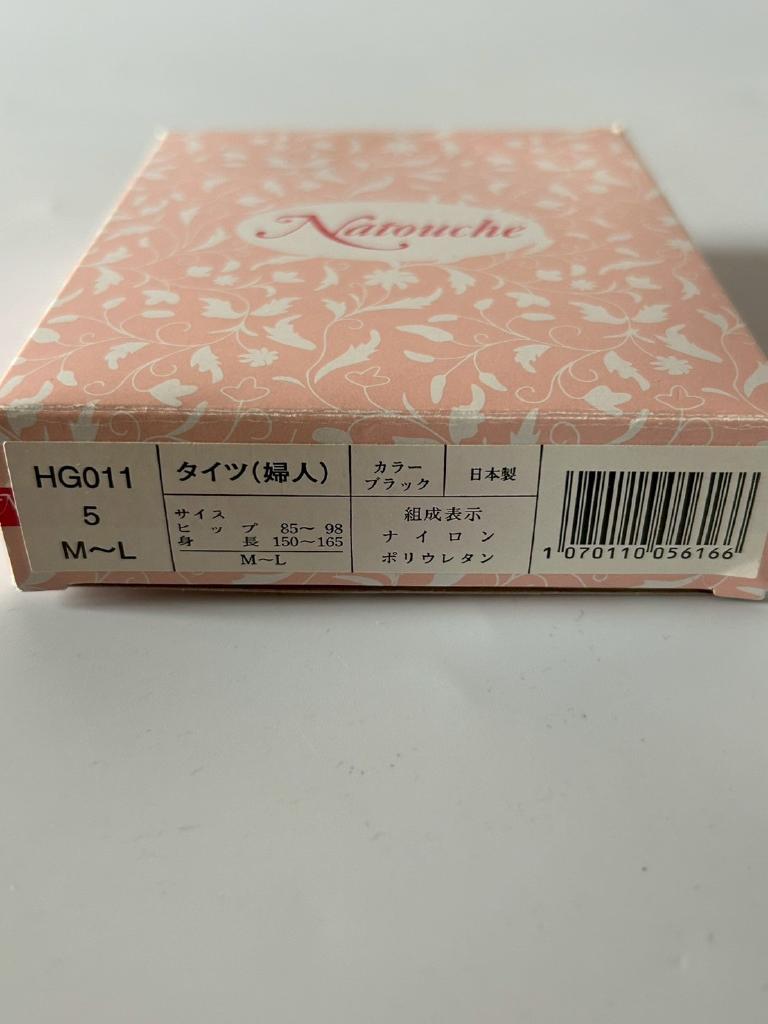 Natouche
HG011
5
M～L
タイツ(婦人)
サイズ
ヒップ 85～ 98
身長 150～165
M～L
カラー
ブラック
日本製
組成表示
ナイロン
ポリウレタン
1 070110 056166